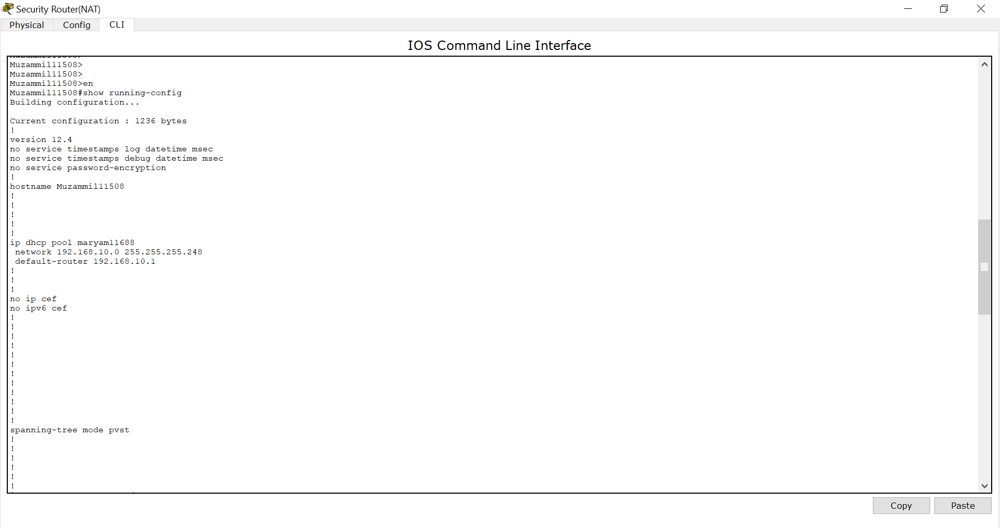 Security Router(NAT)
Physical Config CLI
IOS Command Line Interface
Muzammil11508>
Muzammil11508>
Muzammil11508>en
Muzammil11508#show running-config
Building configuration...
Current configuration : 1236 bytes
!
version 12.4
no service timestamps log datetime msec
no service timestamps debug datetime msec
no service password-encryption
!
hostname Muzammil11508
!
!
!
!
!
ip dhcp pool maryam11688
network 192.168.10.0 255.255.255.248
default-router 192.168.10.1
!
!
!
no ip cef
no ipv6 cef
!
!
!
!
!
!
!
!
!
!
!
!
spanning-tree mode pvst
!
!
!
!
!
!
Copy Paste